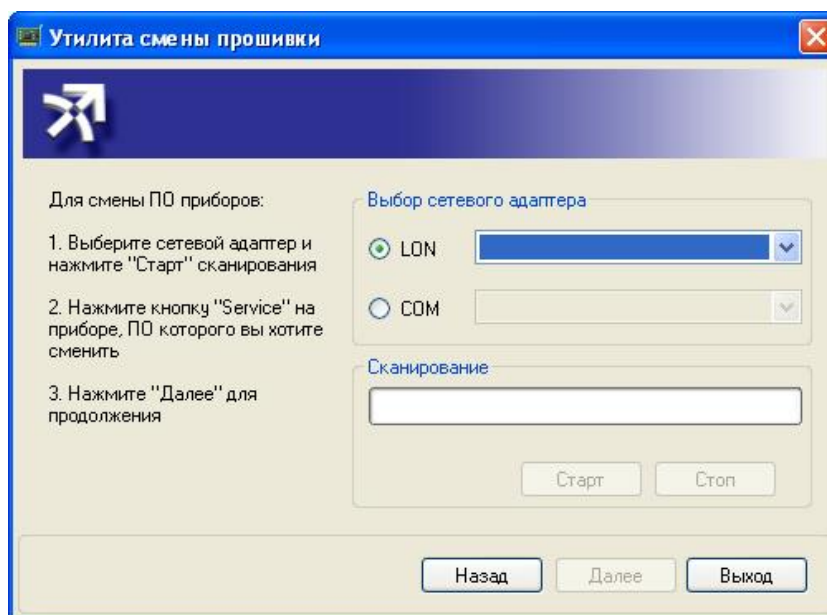 Утилита смены прошивки
Для смены ПО приборов:
1. Выберите сетевой адаптер и
нажмите "Старт" сканирования
2. Нажмите кнопку "Service" на
приборе, ПО которого вы хотите
сменить
3. Нажмите "Далее" для
продолжения
Выбор сетевого адаптера
LON
COM
Сканирование
Старт Стоп
Назад Далее Выход